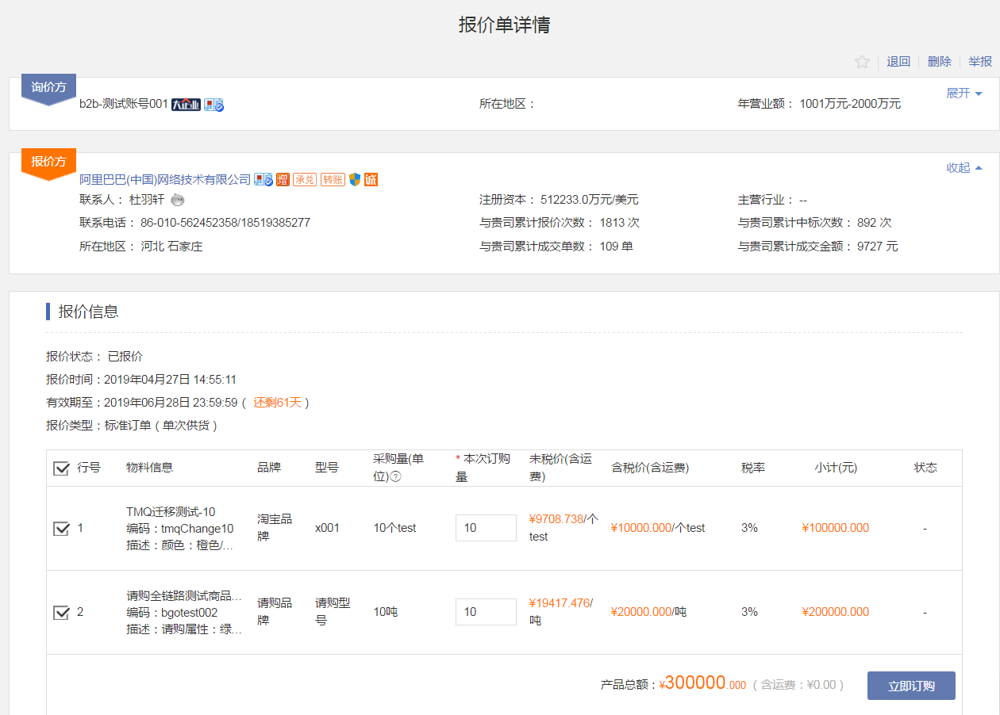 报价单详情
退回 删除 举报
询价方
b2b-测试账号001 大企业 所在地区： 年营业额： 1001万元-2000万元 展开
报价方
阿里巴巴(中国)网络技术有限公司 增 承兑 转账 诚 收起
联系人： 杜羽轩 注册资本： 512233.0万元/美元 主营行业： --
联系电话： 86-010-562452358/18519385277 与贵司累计报价次数： 1813 次 与贵司累计中标次数： 892 次
所在地区： 河北 石家庄 与贵司累计成交单数： 109 单 与贵司累计成交金额： 9727 元
报价信息
报价状态： 已报价
报价时间：2019年04月27日 14:55:11
有效期至：2019年06月28日 23:59:59 ( 还剩61天 )
报价类型：标准订单 ( 单次供货 )
行号 物料信息 品牌 型号 采购量(单位)? * 本次订购量 未税价(含运费) 含税价(含运费) 税率 小计(元) 状态
1 TMQ迁移测试-10
编码：tmqChange10
描述：颜色：橙色/...
淘宝品牌 x001 10个test 10 ¥9708.738/个test ¥10000.000/个test 3% ¥100000.000 -
2 请购全链路测试商品...
编码：bgotest002
描述：请购属性：绿...
请购品牌 请购型号 10吨 10 ¥19417.476/吨 ¥20000.000/吨 3% ¥200000.000 -
产品总额：¥300000.000 ( 含运费：¥0.00 ) 立即订购